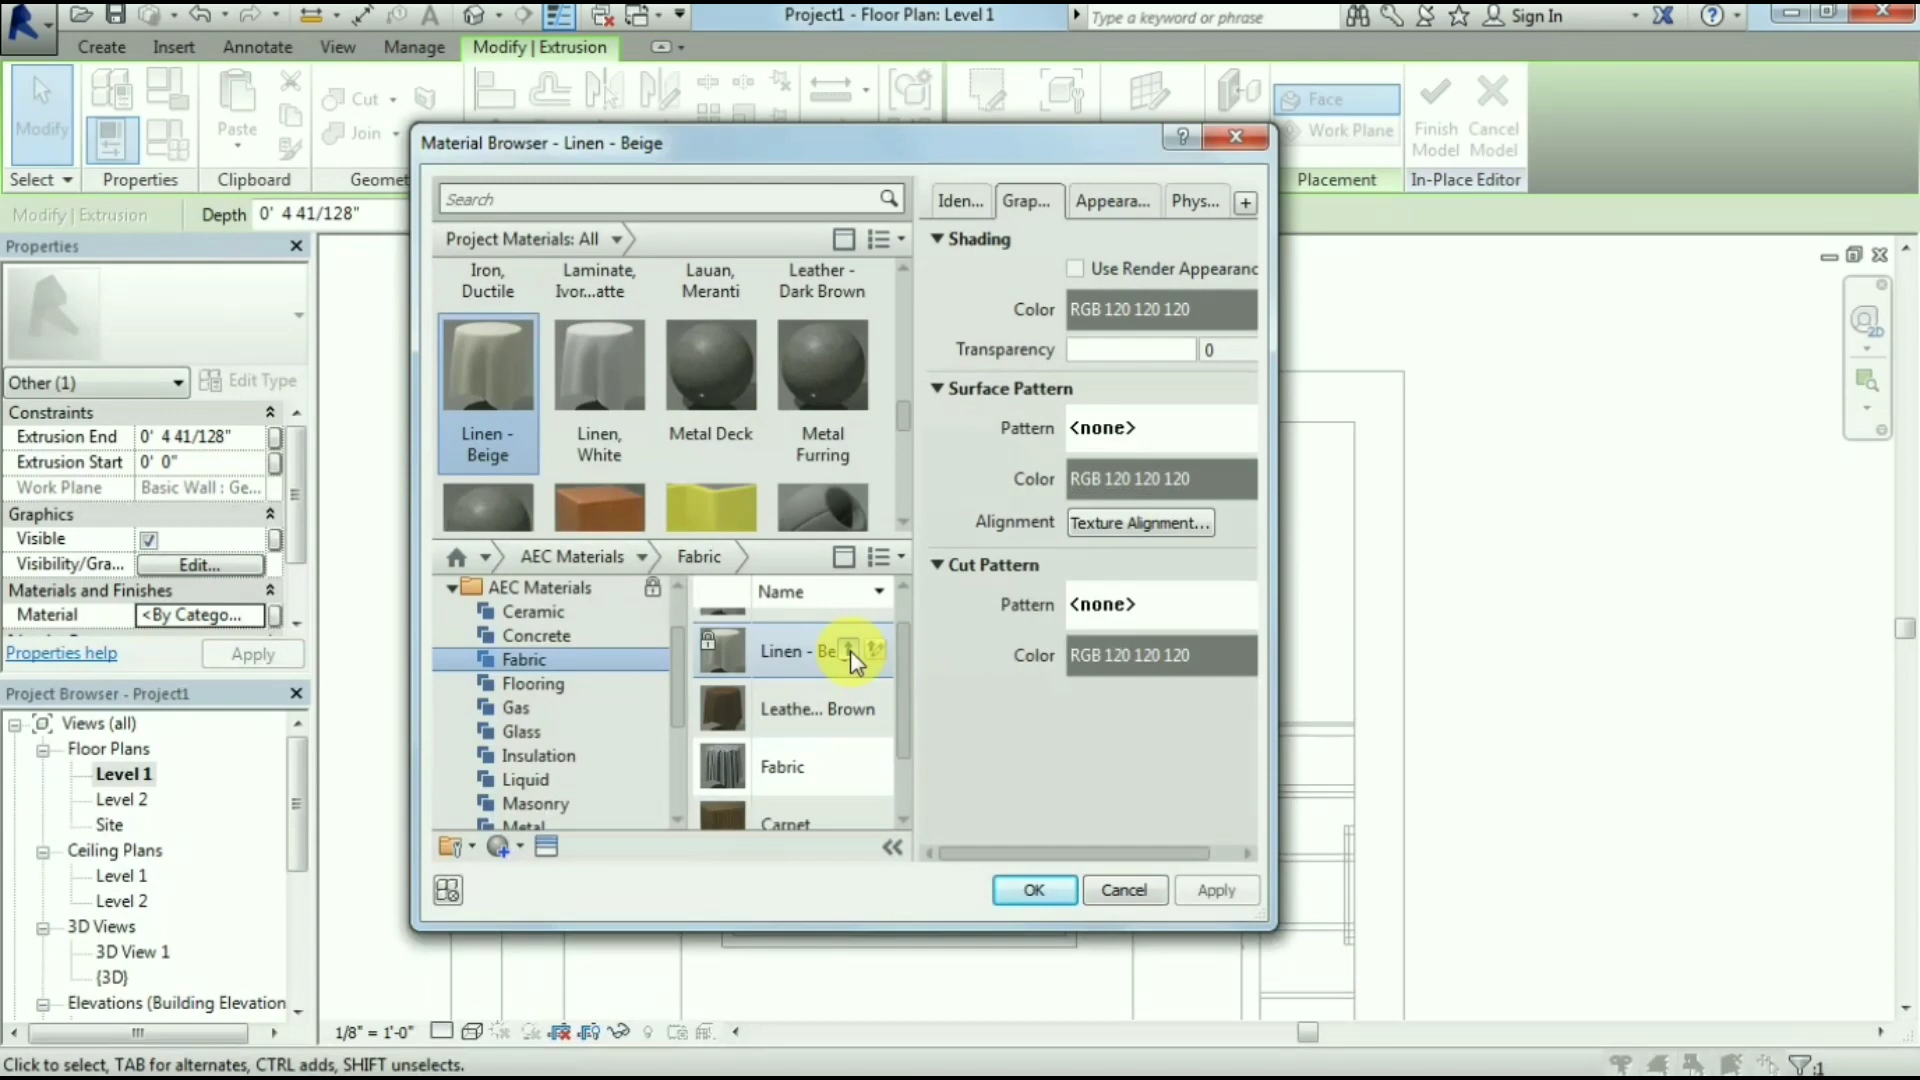 Project1 - Floor Plan: Level 1
Type a keyword or phrase
Sign In
Create
Insert
Annotate
View
Manage
Modify | Extrusion
Modify
Cut
Join
Paste
Face
Work Plane
Finish
Model
Cancel
Model
Select
Properties
Clipboard
Geomet
Placement
In-Place Editor
Modify | Extrusion
Depth
0' 4 41/128"
Properties
Other (1)
Edit Type
Constraints
Extrusion End
0' 4 41/128"
Extrusion Start
0' 0"
Work Plane
Basic Wall : Ge...
Graphics
Visible
Visibility/Gra...
Edit...
Materials and Finishes
Material
<By Catego...
Properties help
Apply
Project Browser - Project1
Views (all)
Floor Plans
Level 1
Level 2
Site
Ceiling Plans
Level 1
Level 2
3D Views
3D View 1
{3D}
Elevations (Building Elevation
Material Browser - Linen - Beige
Search
Project Materials: All
Iron,
Ductile
Laminate,
Ivor...atte
Lauan,
Meranti
Leather -
Dark Brown
Linen -
Beige
Linen,
White
Metal Deck
Metal
Furring
AEC Materials
Fabric
AEC Materials
Ceramic
Concrete
Fabric
Flooring
Gas
Glass
Insulation
Liquid
Masonry
Metal
Name
Linen - Be
Leathe... Brown
Fabric
Carpet
Iden...
Grap...
Appeara...
Phys...
Shading
Use Render Appearanc
Color
RGB 120 120 120
Transparency
0
Surface Pattern
Pattern
<none>
Color
RGB 120 120 120
Alignment
Texture Alignment...
Cut Pattern
Pattern
<none>
Color
RGB 120 120 120
OK
Cancel
Apply
2D
1/8" = 1'-0"
Click to select, TAB for alternates, CTRL adds, SHIFT unselects.
:1